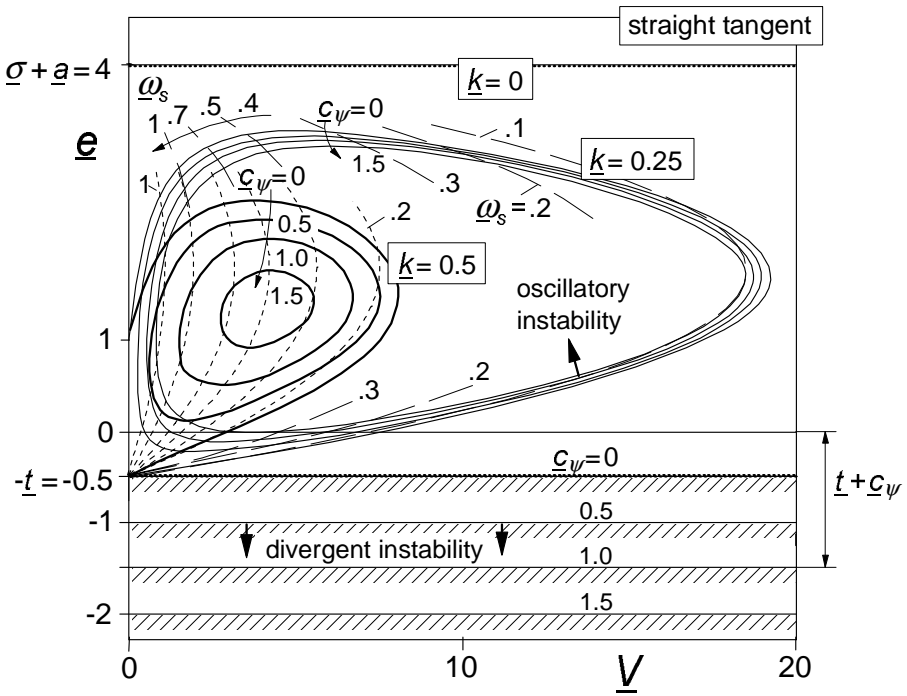 straight tangent
σ + a = 4
k = 0
ω_s
1 .7 .5 .4
c_ψ = 0
.1
e
1.5
k = 0.25
1
c_ψ = 0
.3
ω_s = .2
.2
0.5
k = 0.5
1.0
1.5
oscillatory
instability
1
.3
.2
0
c_ψ = 0
-t = -0.5
t + c_ψ
0.5
-1
divergent instability
1.0
1.5
-2
0
10
20
V